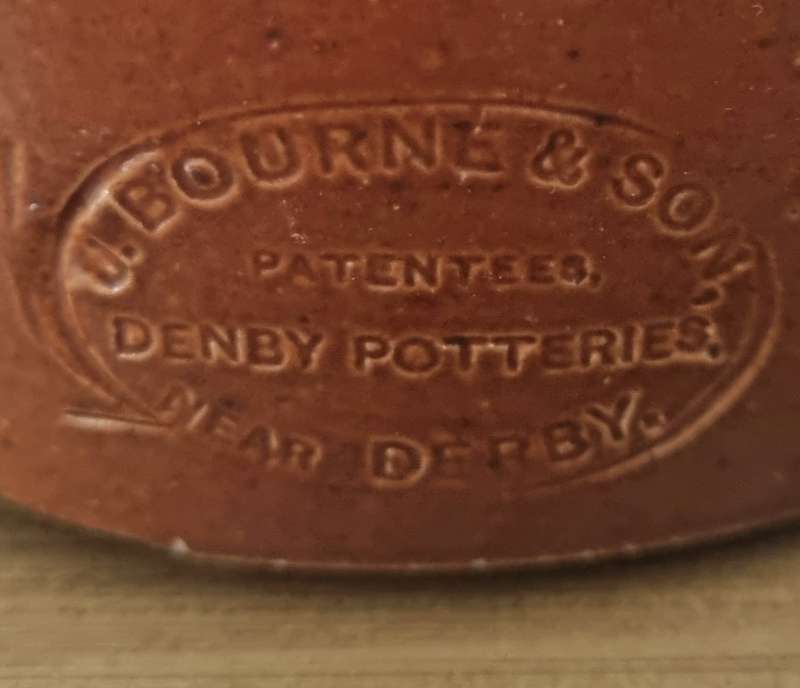 J. BOURNE & SON,
PATENTEES,
DENBY POTTERIES,
NEAR DERBY.